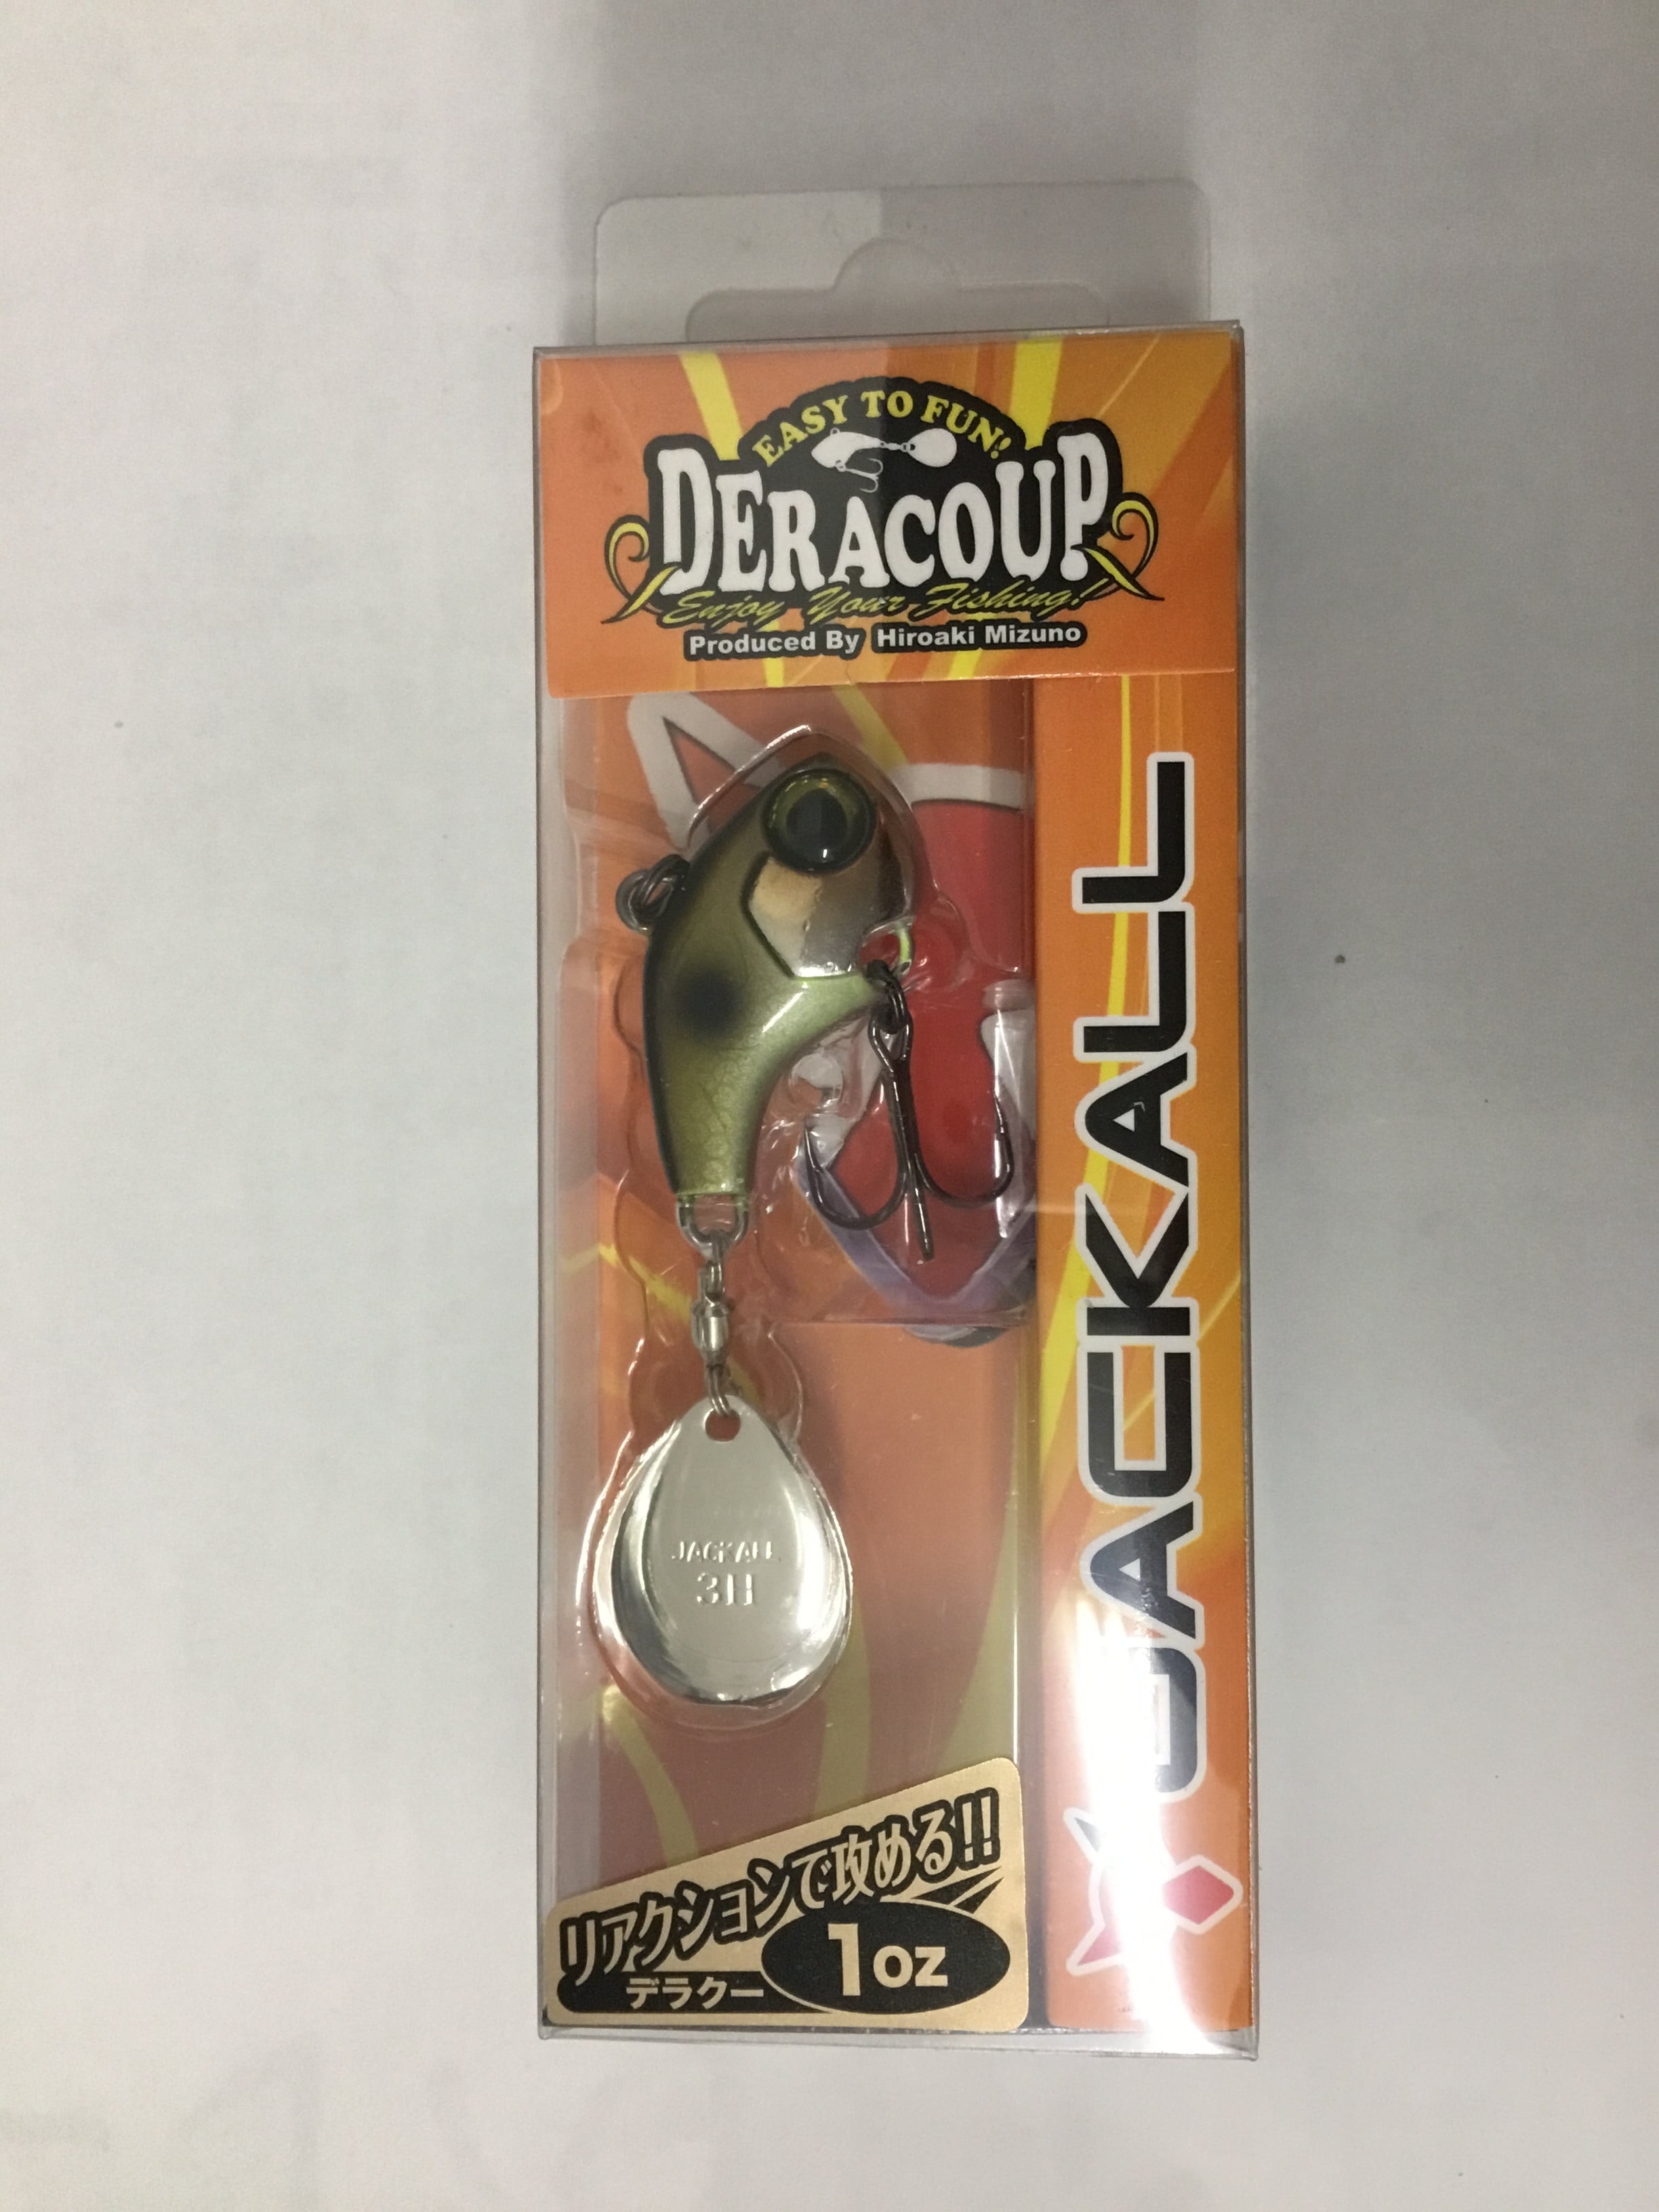 EASY TO FUN!
DERACOUP
Enjoy Your Fishing!
Produced By Hiroaki Mizuno
JACKALL
JACKALL
3H
リアクションで攻める!!
デラクー
1oz